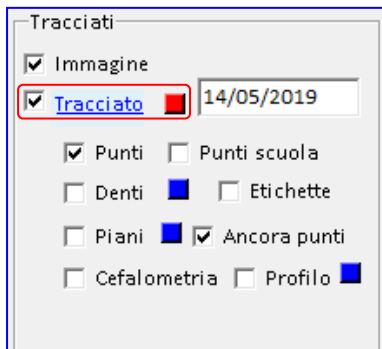 Tracciati
Immagine
Tracciato 14/05/2019
Punti Punti scuola
Denti Etichette
Piani Ancora punti
Cefalometria Profilo